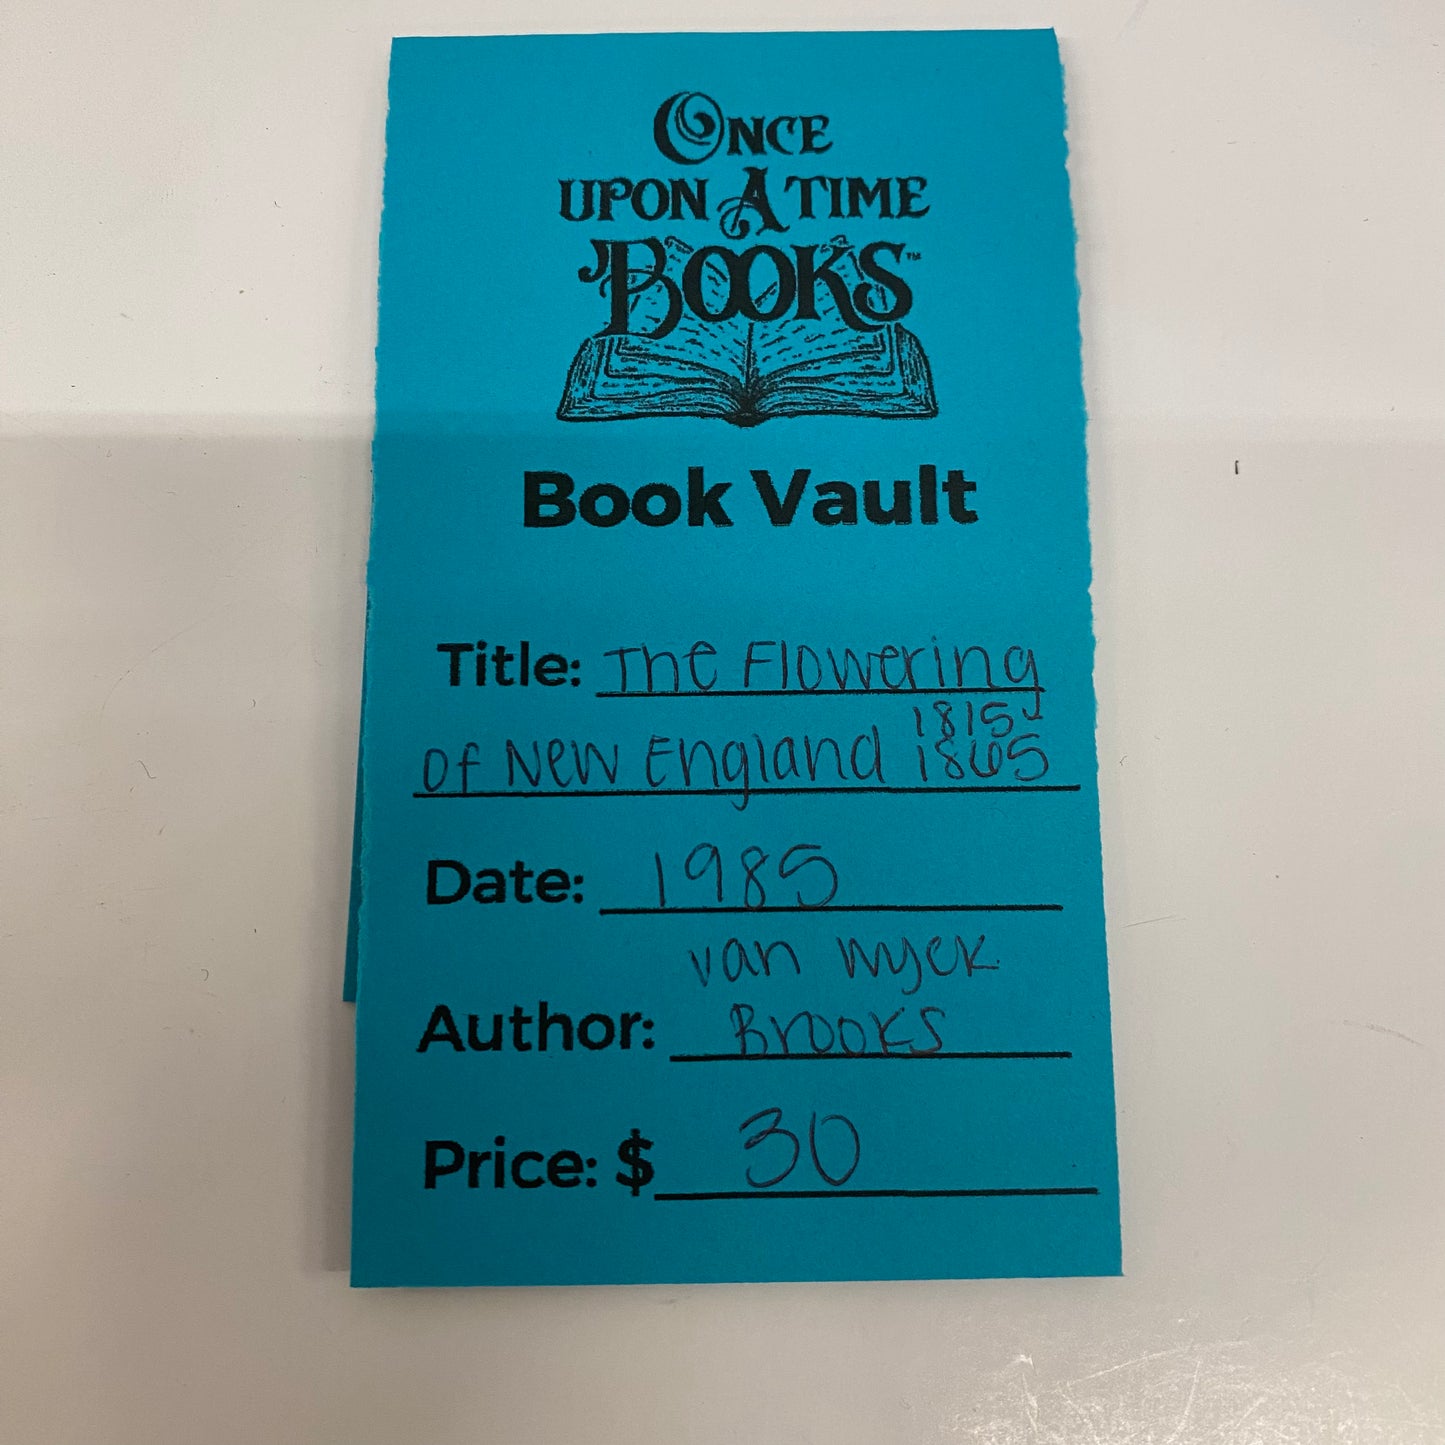 ONCE
UPON A TIME
BOOKS™
Book Vault
Title: The Flowering
1815-
of New England 1865
Date: 1985
van wyck
Author: Brooks
Price: $ 30